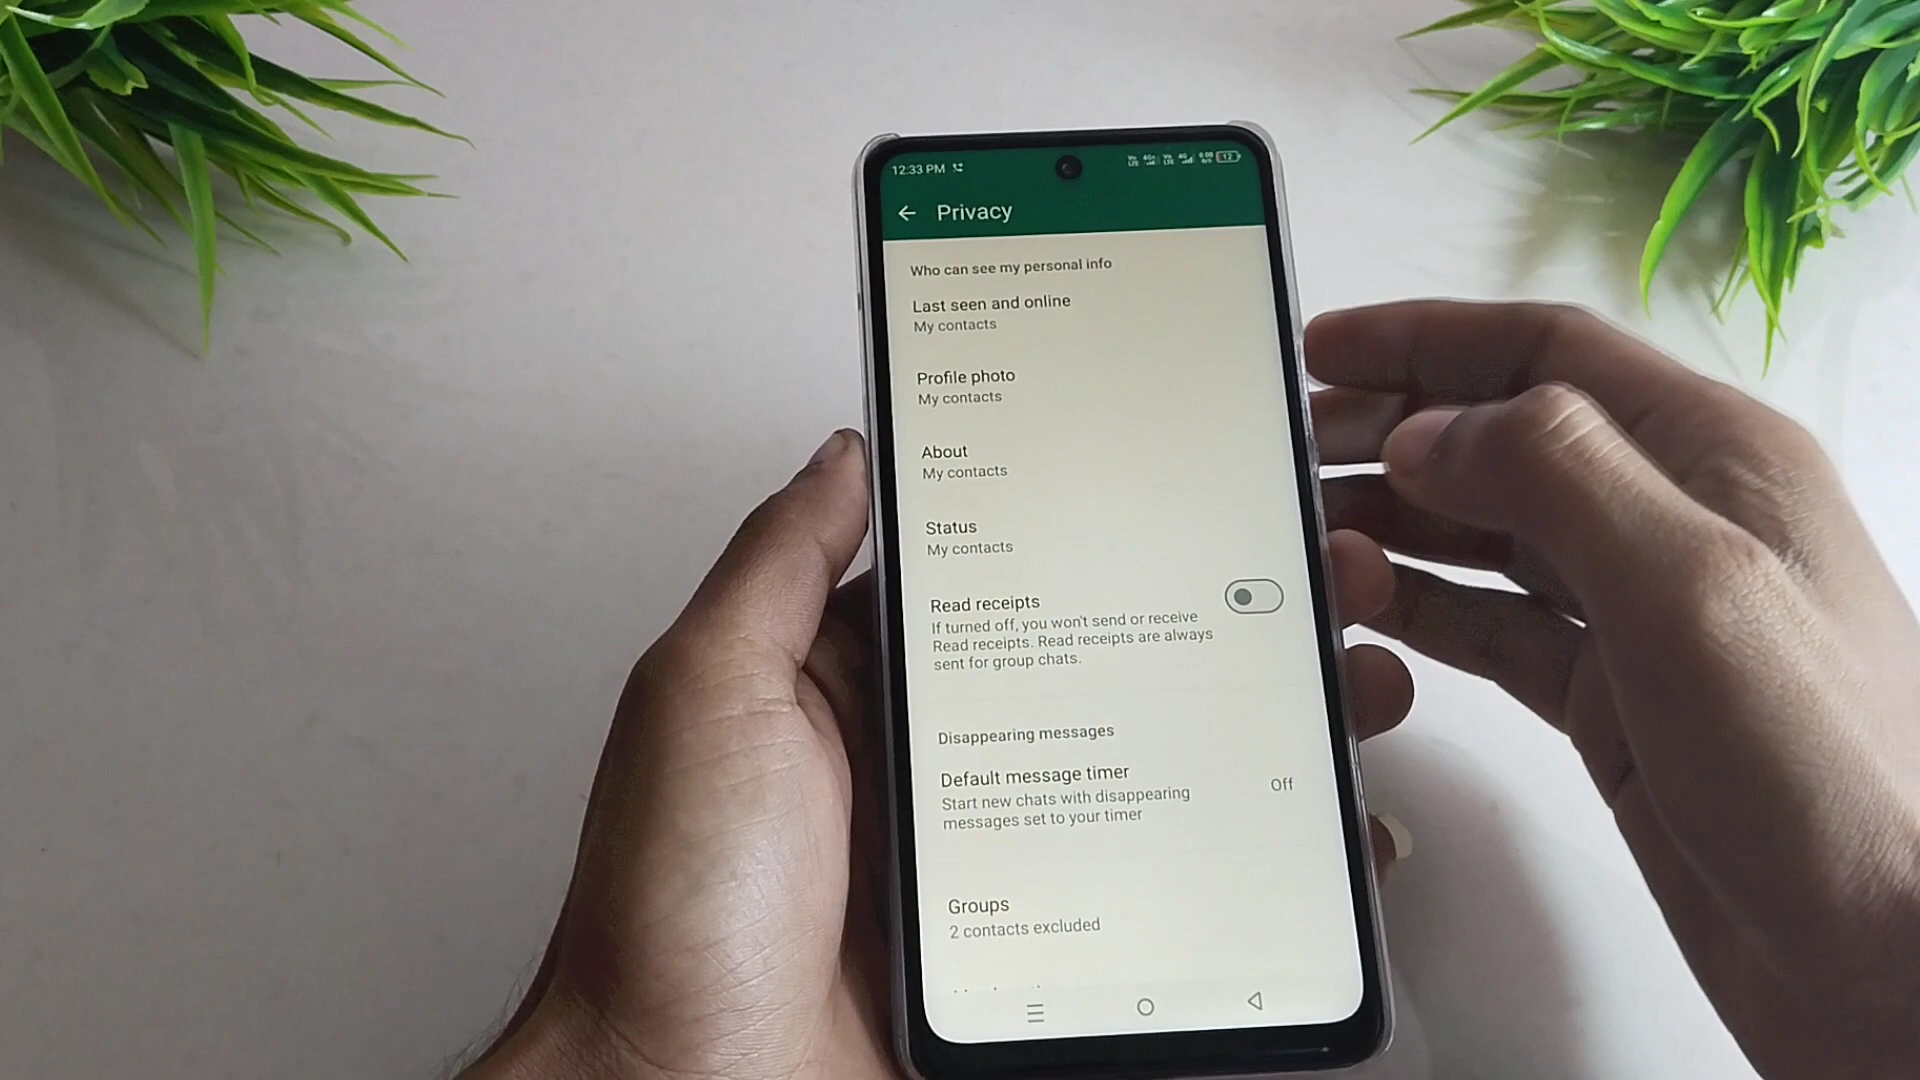 12:33 PM
12
Privacy
Who can see my personal info
Last seen and online
My contacts
Profile photo
My contacts
About
My contacts
Status
My contacts
Read receipts
If turned off, you won't send or receive
Read receipts. Read receipts are always
sent for group chats.
Disappearing messages
Default message timer
Off
Start new chats with disappearing
messages set to your timer
Groups
2 contacts excluded